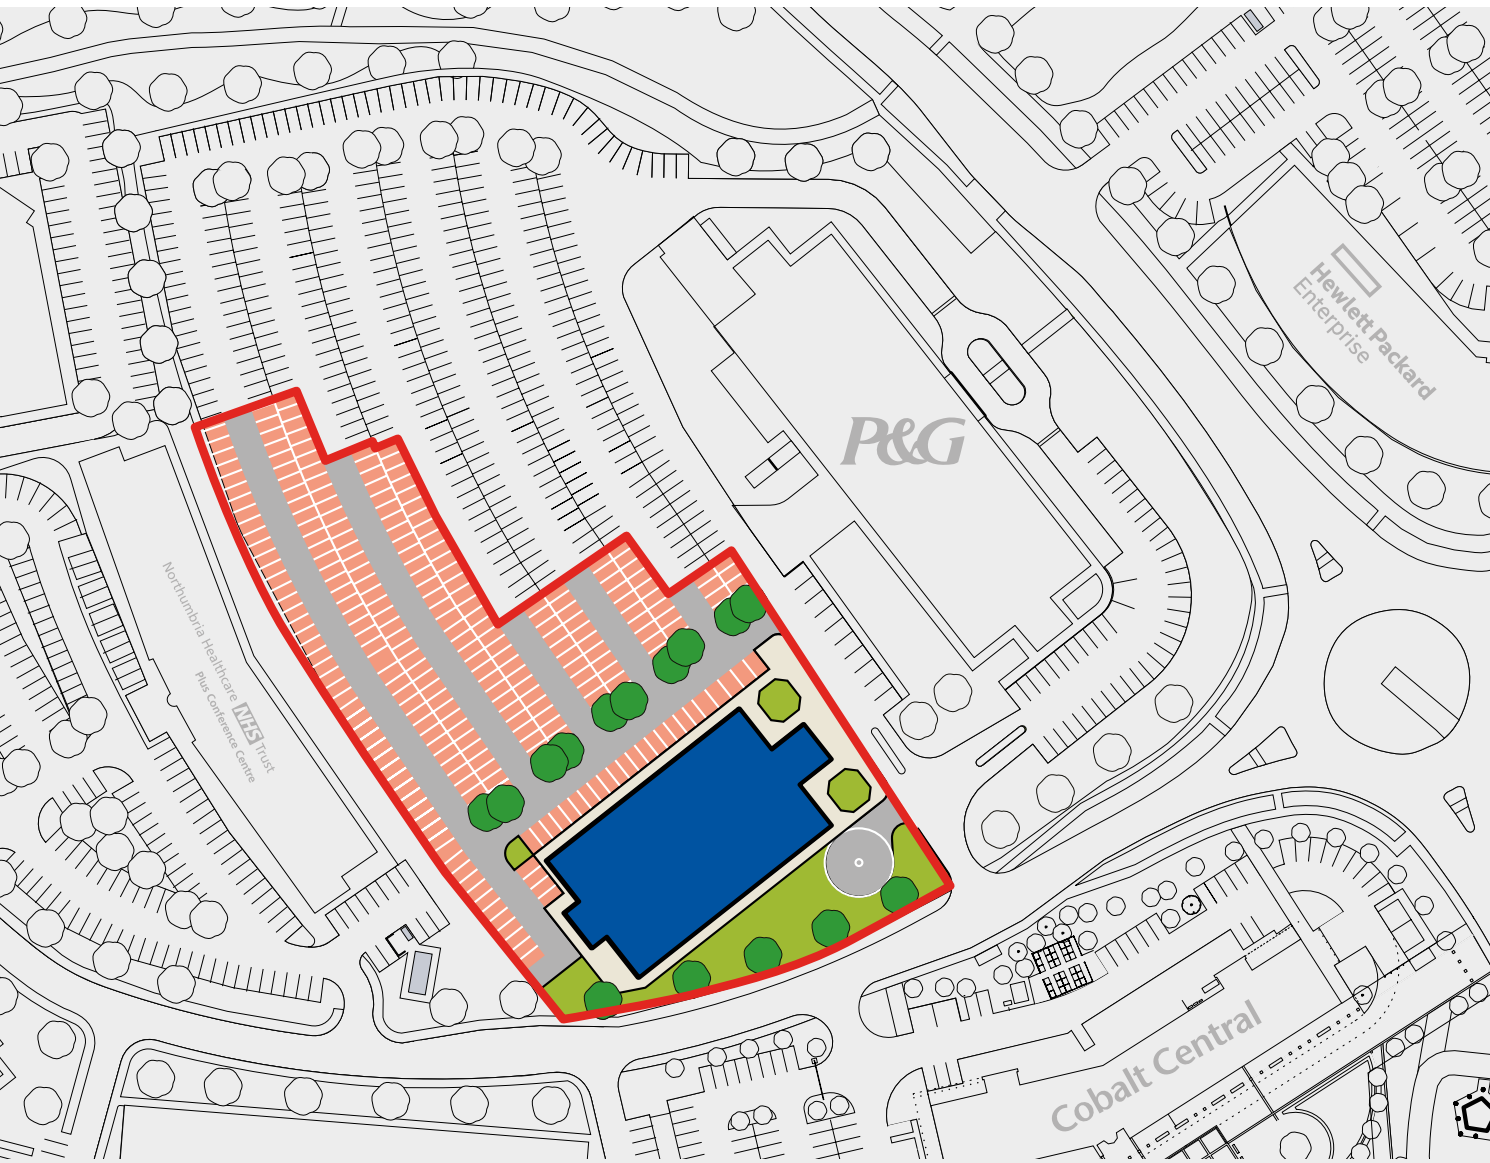 Hewlett Packard
Enterprise
P&G
Northumbria Healthcare
NHS Trust
Plus Conference Centre
Cobalt Central